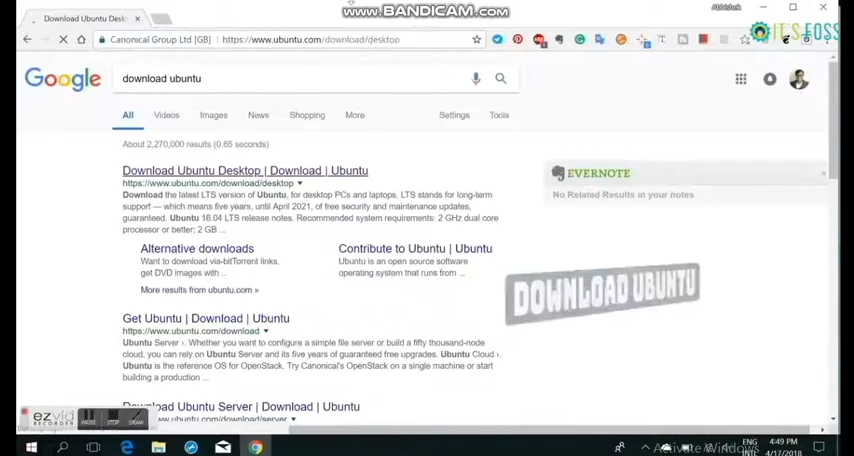 www.BANDICAM.com
Download Ubuntu Desk
Canonical Group Ltd [GB] https://www.ubuntu.com/download/desktop
IT'S FOSS
Google
download ubuntu
All Videos Images News Shopping More Settings Tools
About 2,270,000 results (0.65 seconds)
Download Ubuntu Desktop | Download | Ubuntu
https://www.ubuntu.com/download/desktop
Download the latest LTS version of Ubuntu, for desktop PCs and laptops. LTS stands for long-term
support — which means five years, until April 2021, of free security and maintenance updates,
guaranteed. Ubuntu 16.04 LTS release notes. Recommended system requirements: 2 GHz dual core
processor or better; 2 GB ...
Alternative downloads
Want to download via-bitTorrent links,
get DVD images with ...
Contribute to Ubuntu | Ubuntu
Ubuntu is an open source software
operating system that runs from ...
More results from ubuntu.com »
EVERNOTE
No Related Results in your notes
DOWNLOAD UBUNTU
Get Ubuntu | Download | Ubuntu
https://www.ubuntu.com/download
Ubuntu Server ›. Whether you want to configure a simple file server or build a fifty thousand-node
cloud, you can rely on Ubuntu Server and its five years of guaranteed free upgrades. Ubuntu Cloud ›.
Ubuntu is the reference OS for OpenStack. Try Canonical's OpenStack on a single machine or start
building a production ...
Download Ubuntu Server | Download | Ubuntu
www.ubuntu.com/download/server
ezvid
RECORDER
PAUSE STOP DRAW
Activate Windows
ENG
INTL
4:49 PM
4/17/2018